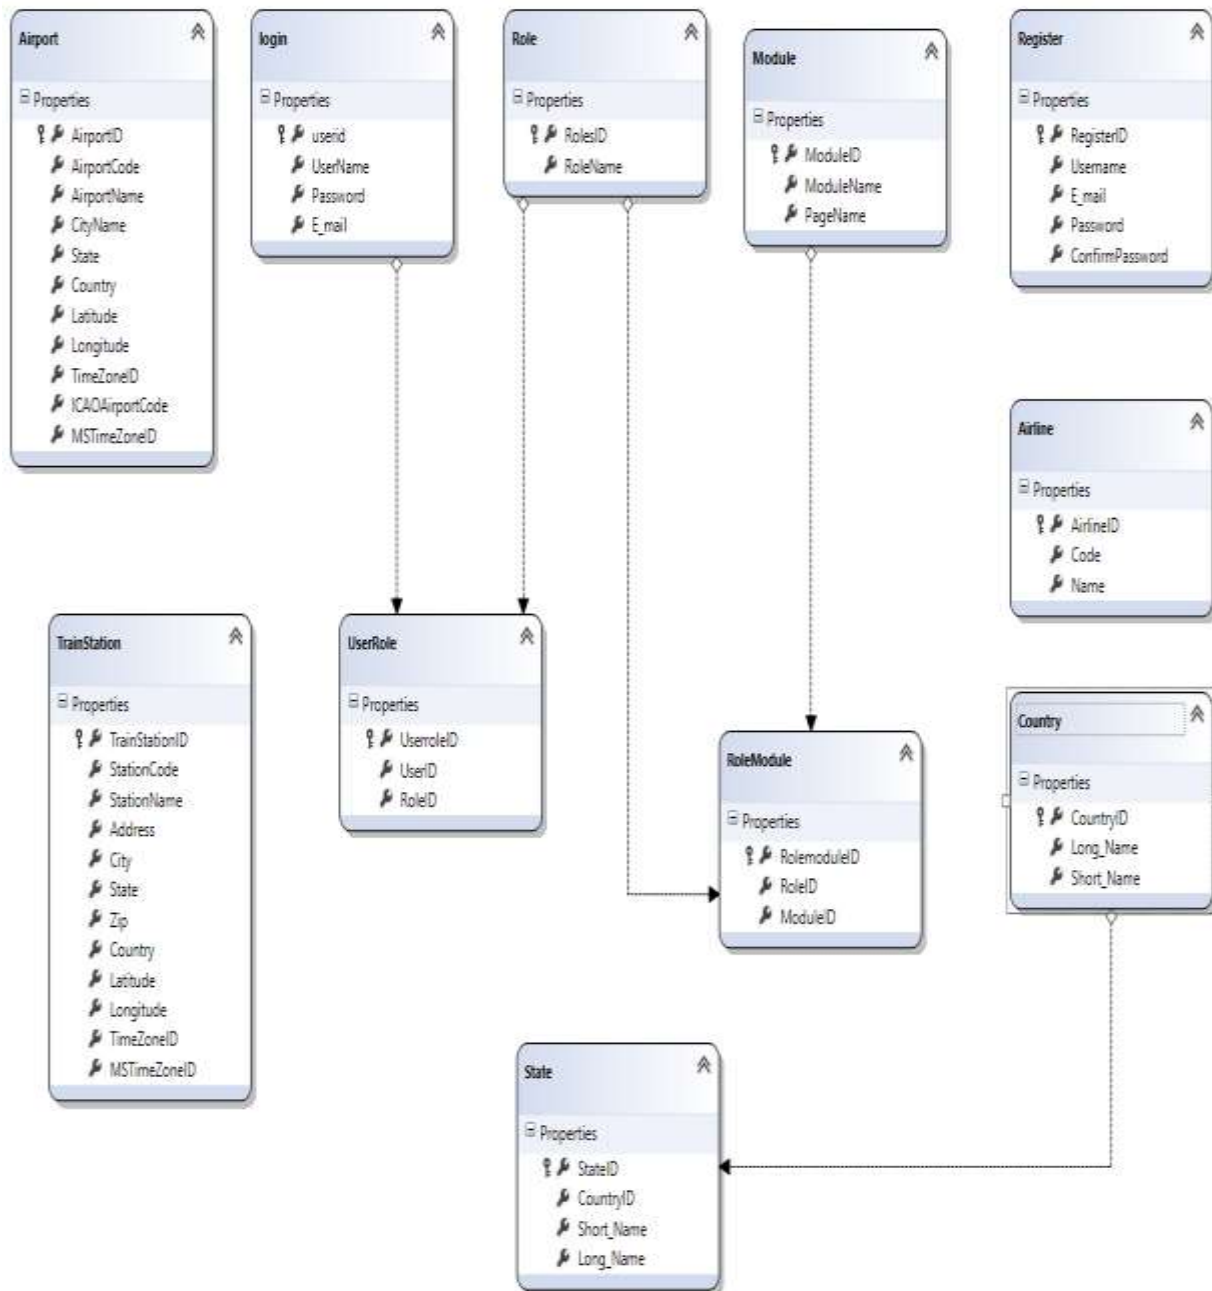 Airport
Properties
AirportID
AirportCode
AirportName
CityName
State
Country
Latitude
Longitude
TimeZoneID
ICAOAirportCode
MSTimeZoneID
login
Properties
userid
UserName
Password
E_mail
Role
Properties
RolesID
RoleName
Module
Properties
ModuleID
ModuleName
PageName
Register
Properties
RegisterID
Username
E_mail
Password
ConfirmPassword
Airline
Properties
AirlineID
Code
Name
TrainStation
Properties
TrainStationID
StationCode
StationName
Address
City
State
Zip
Country
Latitude
Longitude
TimeZoneID
MSTimeZoneID
UserRole
Properties
UserroleID
UserID
RoleID
RoleModule
Properties
RolemoduleID
RoleID
ModuleID
Country
Properties
CountryID
Long_Name
Short_Name
State
Properties
StateID
CountryID
Short_Name
Long_Name